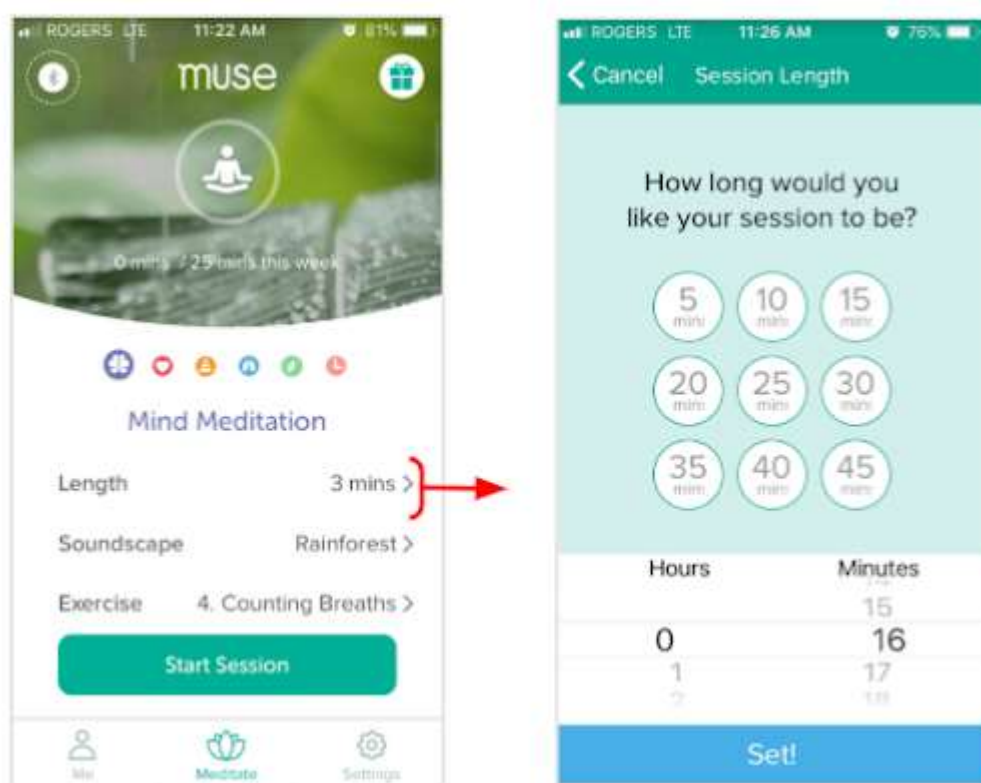 ROGERS LTE 11:22 AM 81%
muse
0 mins / 25 mins this week
Mind Meditation
Length 3 mins >
Soundscape Rainforest >
Exercise 4. Counting Breaths >
Start Session
Me Meditate Settings
ROGERS LTE 11:26 AM 76%
Cancel Session Length
How long would you
like your session to be?
5 10 15
mins mins mins
20 25 30
mins mins mins
35 40 45
mins mins mins
Hours Minutes
15
0 16
1 17
2 18
Set!